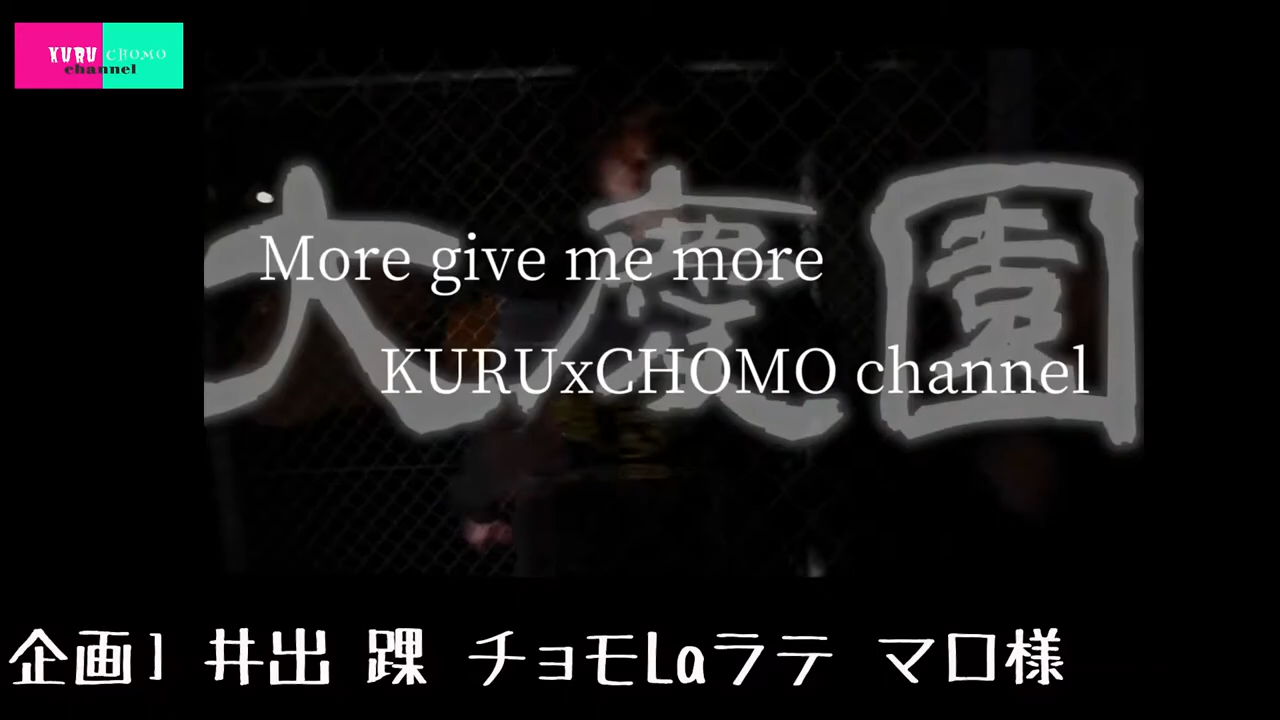 KURU CHOMO
channel
大慶園
More give me more
KURUxCHOMO channel
企画1 井出 踝 チョモLaラテ マロ様